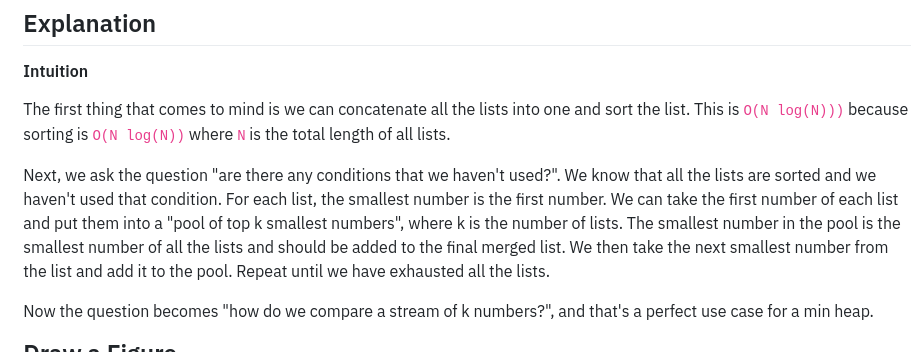 Explanation
Intuition
The first thing that comes to mind is we can concatenate all the lists into one and sort the list. This is O(N log(N))) because
sorting is O(N log(N)) where N is the total length of all lists.
Next, we ask the question "are there any conditions that we haven't used?". We know that all the lists are sorted and we
haven't used that condition. For each list, the smallest number is the first number. We can take the first number of each list
and put them into a "pool of top k smallest numbers", where k is the number of lists. The smallest number in the pool is the
smallest number of all the lists and should be added to the final merged list. We then take the next smallest number from
the list and add it to the pool. Repeat until we have exhausted all the lists.
Now the question becomes "how do we compare a stream of k numbers?", and that's a perfect use case for a min heap.
Draw a Figure